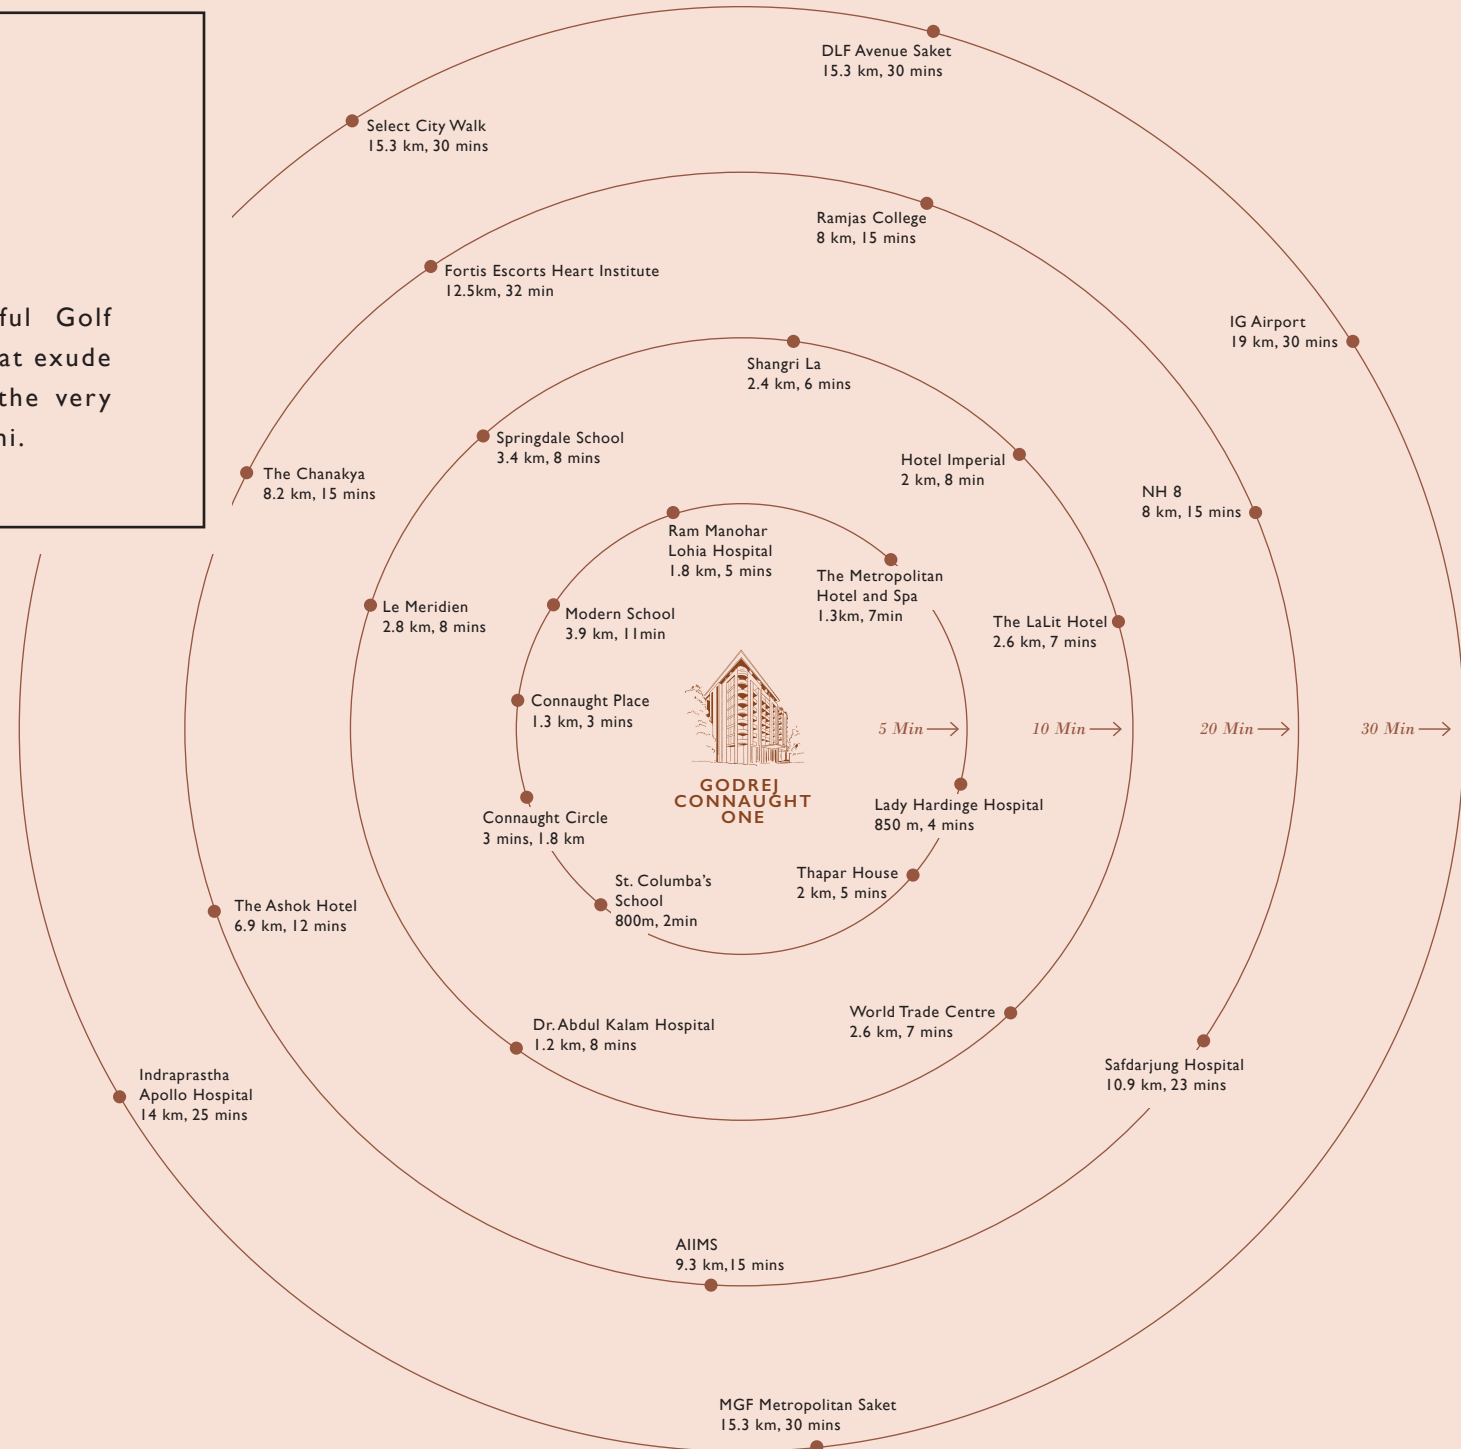 DLF Avenue Saket
15.3 km, 30 mins
Select City Walk
15.3 km, 30 mins
Ramjas College
8 km, 15 mins
Fortis Escorts Heart Institute
12.5km, 32 min
ful Golf
at exude
the very
ni.
IG Airport
19 km, 30 mins
Shangri La
2.4 km, 6 mins
Springdale School
3.4 km, 8 mins
Hotel Imperial
2 km, 8 min
The Chanakya
8.2 km, 15 mins
NH 8
8 km, 15 mins
Ram Manohar
Lohia Hospital
1.8 km, 5 mins
The Metropolitan
Hotel and Spa
1.3km, 7min
Le Meridien
2.8 km, 8 mins
Modern School
3.9 km, 11min
The LaLit Hotel
2.6 km, 7 mins
Connaught Place
1.3 km, 3 mins
5 Min
10 Min
20 Min
30 Min
GODREJ
CONNAUGHT
ONE
Connaught Circle
3 mins, 1.8 km
Lady Hardinge Hospital
850 m, 4 mins
St. Columba's
School
800m, 2min
Thapar House
2 km, 5 mins
The Ashok Hotel
6.9 km, 12 mins
Dr. Abdul Kalam Hospital
1.2 km, 8 mins
World Trade Centre
2.6 km, 7 mins
Safdarjung Hospital
10.9 km, 23 mins
Indraprastha
Apollo Hospital
14 km, 25 mins
AIIMS
9.3 km,15 mins
MGF Metropolitan Saket
15.3 km, 30 mins